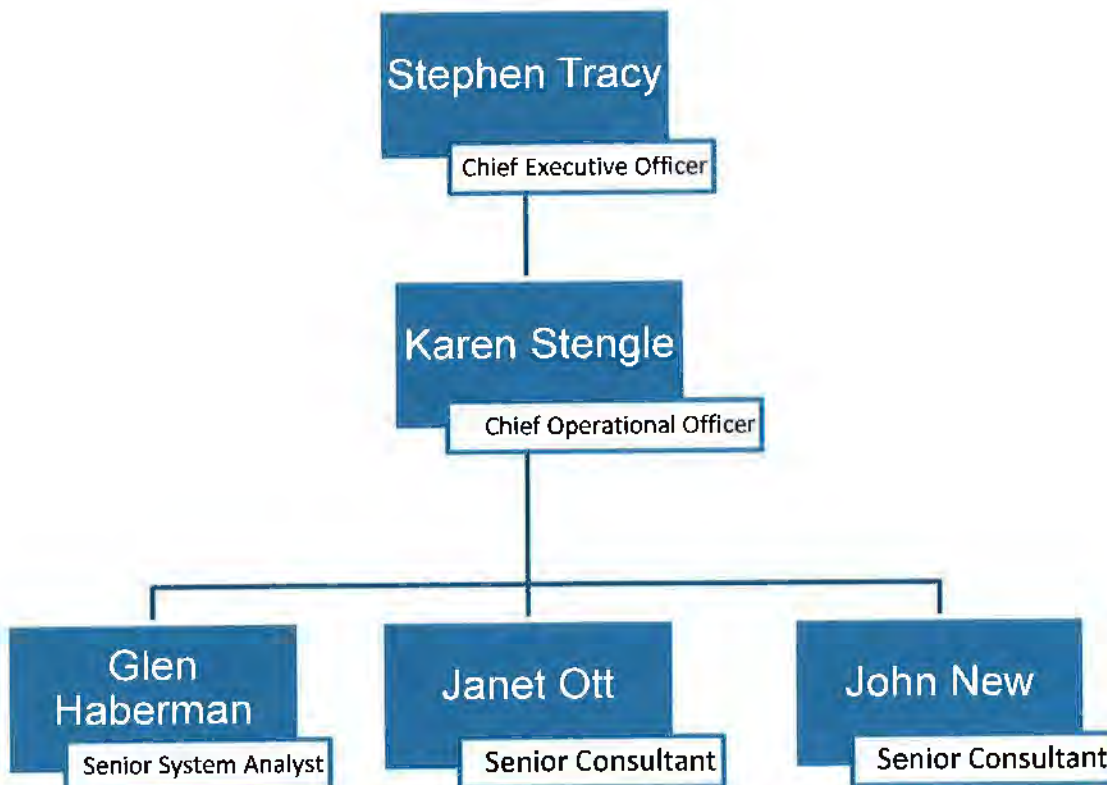 Stephen Tracy
Chief Executive Officer
Karen Stengle
Chief Operational Officer
Glen
Haberman
Senior System Analyst
Janet Ott
Senior Consultant
John New
Senior Consultant